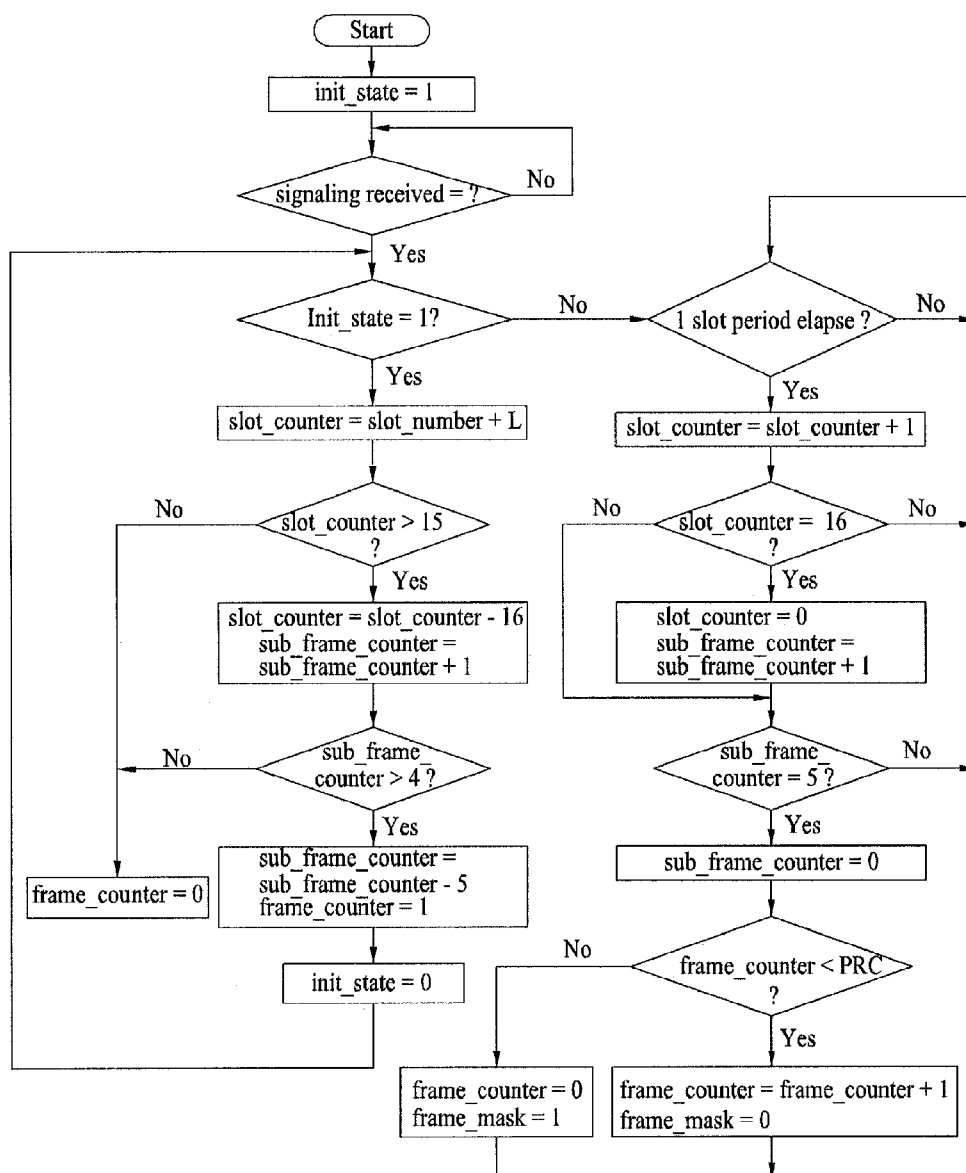 Start
init_state = 1
signaling received = ?
No
Yes
Init_state = 1?
No
Yes
slot_counter = slot_number + L
No
slot_counter > 15
?
Yes
slot_counter = slot_counter - 16
sub_frame_counter =
sub_frame_counter + 1
No
sub_frame_
counter > 4 ?
Yes
sub_frame_counter =
sub_frame_counter - 5
frame_counter = 1
frame_counter = 0
init_state = 0
1 slot period elapse ?
No
Yes
slot_counter = slot_counter + 1
No
slot_counter = 16
?
No
Yes
slot_counter = 0
sub_frame_counter =
sub_frame_counter + 1
sub_frame_
counter = 5 ?
No
Yes
sub_frame_counter = 0
No
frame_counter < PRC
?
Yes
frame_counter = 0
frame_mask = 1
frame_counter = frame_counter + 1
frame_mask = 0